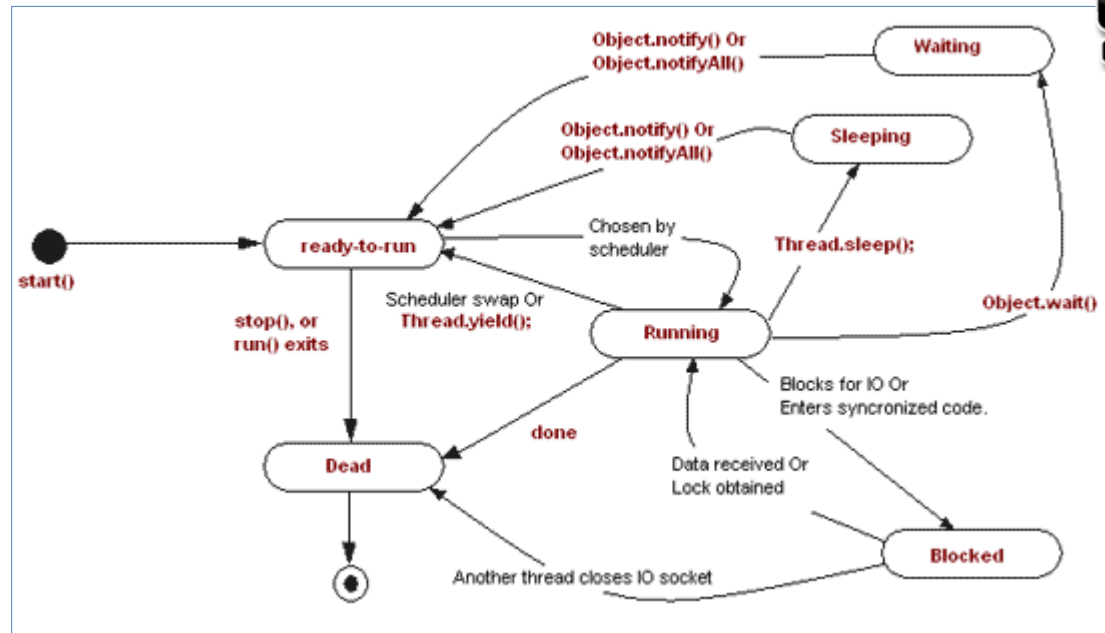 Object.notify() Or
Object.notifyAll()
Waiting
Object.notify() Or
Object.notifyAll()
Sleeping
start()
ready-to-run
Chosen by
scheduler
Thread.sleep();
Object.wait()
Scheduler swap Or
Thread.yield();
stop(), or
run() exits
Running
Blocks for IO Or
Enters syncronized code.
done
Data received Or
Lock obtained
Dead
Blocked
Another thread closes IO socket